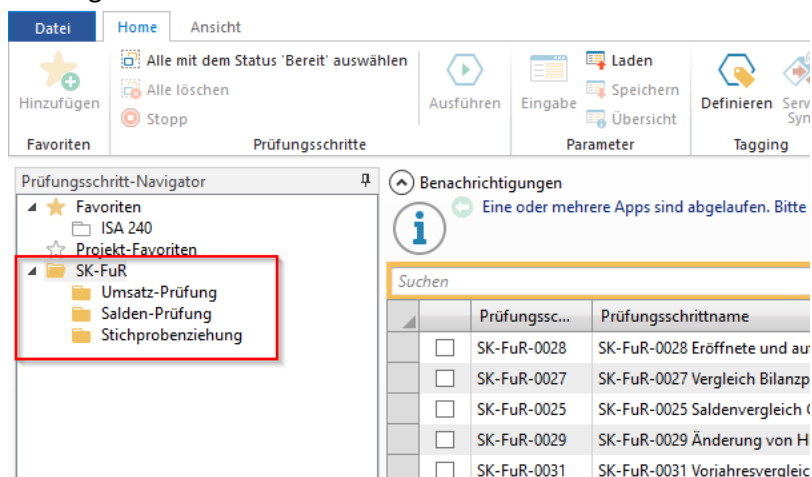 Datei Home Ansicht
Alle mit dem Status 'Bereit' auswählen
Alle löschen
Stopp
Hinzufügen
Ausführen
Eingabe
Laden
Speichern
Übersicht
Definieren
Favoriten Prüfungsschritte Parameter Tagging
Prüfungsschritt-Navigator
Favoriten
ISA 240
Projekt-Favoriten
SK-FuR
Umsatz-Prüfung
Salden-Prüfung
Stichprobenziehung
Benachrichtigungen
Eine oder mehrere Apps sind abgelaufen. Bitte
Suchen
Prüfungssc... Prüfungsschrittname
SK-FuR-0028 SK-FuR-0028 Eröffnete und
SK-FuR-0027 SK-FuR-0027 Vergleich
SK-FuR-0025 SK-FuR-0025 Saldenvergleich
SK-FuR-0029 SK-FuR-0029 Änderung von
SK-FuR-0031 SK-FuR-0031